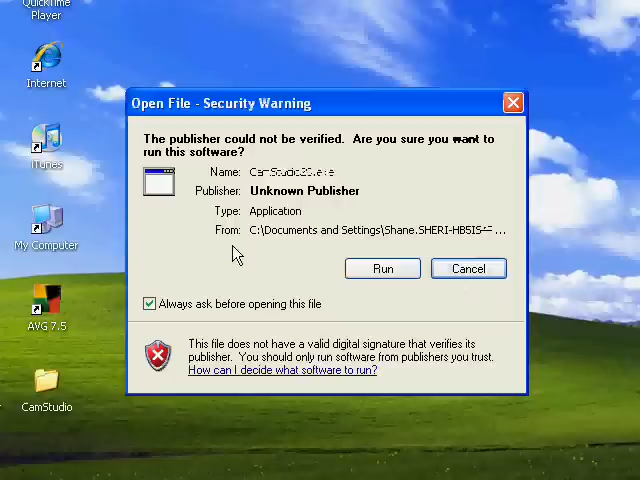 QuickTime
Player
Internet
iTunes
My Computer
AVG 7.5
CamStudio
Open File - Security Warning
The publisher could not be verified. Are you sure you want to
run this software?
Name: CamStudio20.exe
Publisher: Unknown Publisher
Type: Application
From: C:\Documents and Settings\Shane.SHERI-HB5IS...
Run
Cancel
Always ask before opening this file
This file does not have a valid digital signature that verifies its
publisher. You should only run software from publishers you trust.
How can I decide what software to run?